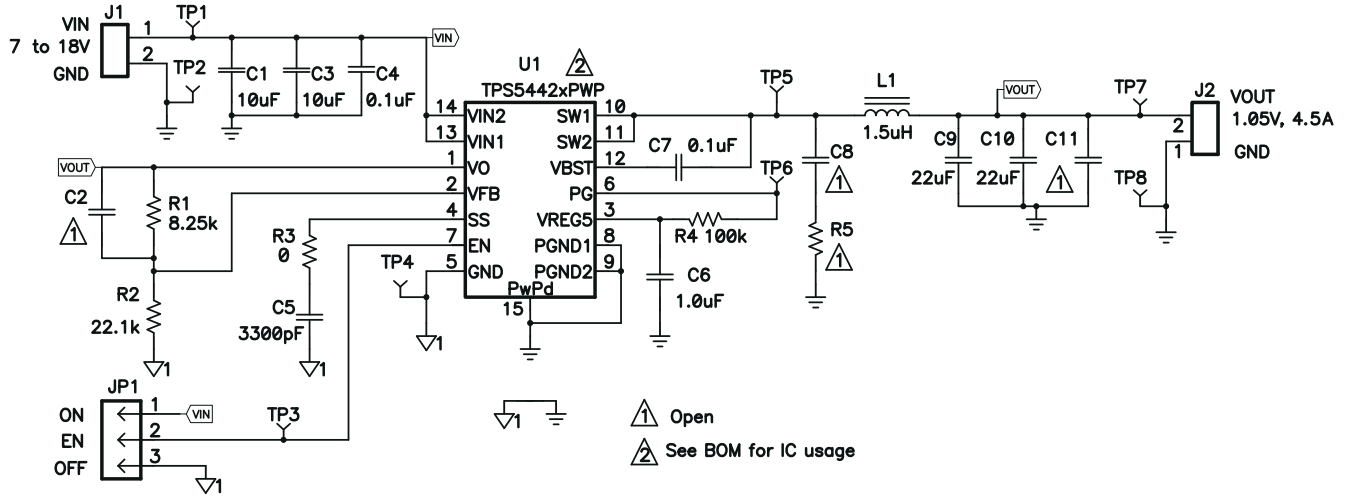 J1
VIN
7 to 18V
GND
1
2
TP1
TP2
C1
10uF
C3
10uF
C4
0.1uF
VIN
U1
2
TPS5442xPWP
14
VIN2
13
VIN1
1
VO
2
VFB
4
SS
7
EN
5
GND
SW1
10
SW2
11
VBST
12
PG
6
VREG5
3
PGND1
8
PGND2
9
PwPd
15
VOUT
C2
1
R1
8.25k
R2
22.1k
1
R3
0
C5
3300pF
1
TP4
1
C7
0.1uF
TP5
TP6
R4
100k
C6
1.0uF
C8
1
R5
1
L1
1.5uH
VOUT
C9
22uF
C10
22uF
C11
1
TP7
TP8
J2
2
1
VOUT
1.05V, 4.5A
GND
JP1
ON
EN
OFF
1
2
3
VIN
TP3
1
1
1 Open
2 See BOM for IC usage